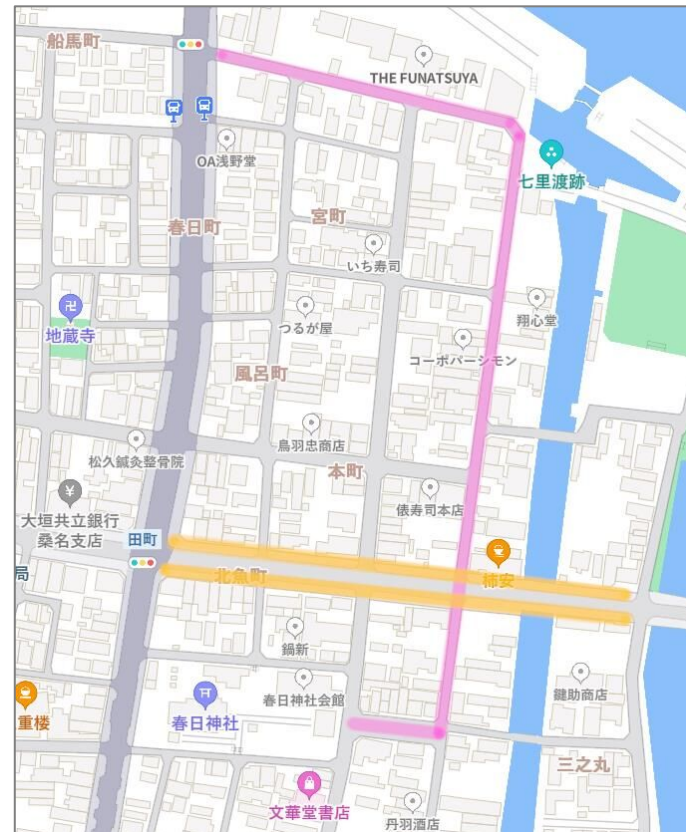 船馬町
THE FUNATSUYA
OA浅野堂
七里渡跡
春日町
宮町
いち寿司
地蔵寺
つるが屋
翔心堂
コーポパーシモン
風呂町
鳥羽忠商店
松久鍼灸整骨院
本町
大垣共立銀行
桑名支店
俵寿司本店
田町
局
北魚町
柿安
鍋新
春日神社会館
鍵助商店
重楼
春日神社
三之丸
文華堂書店
丹羽酒店